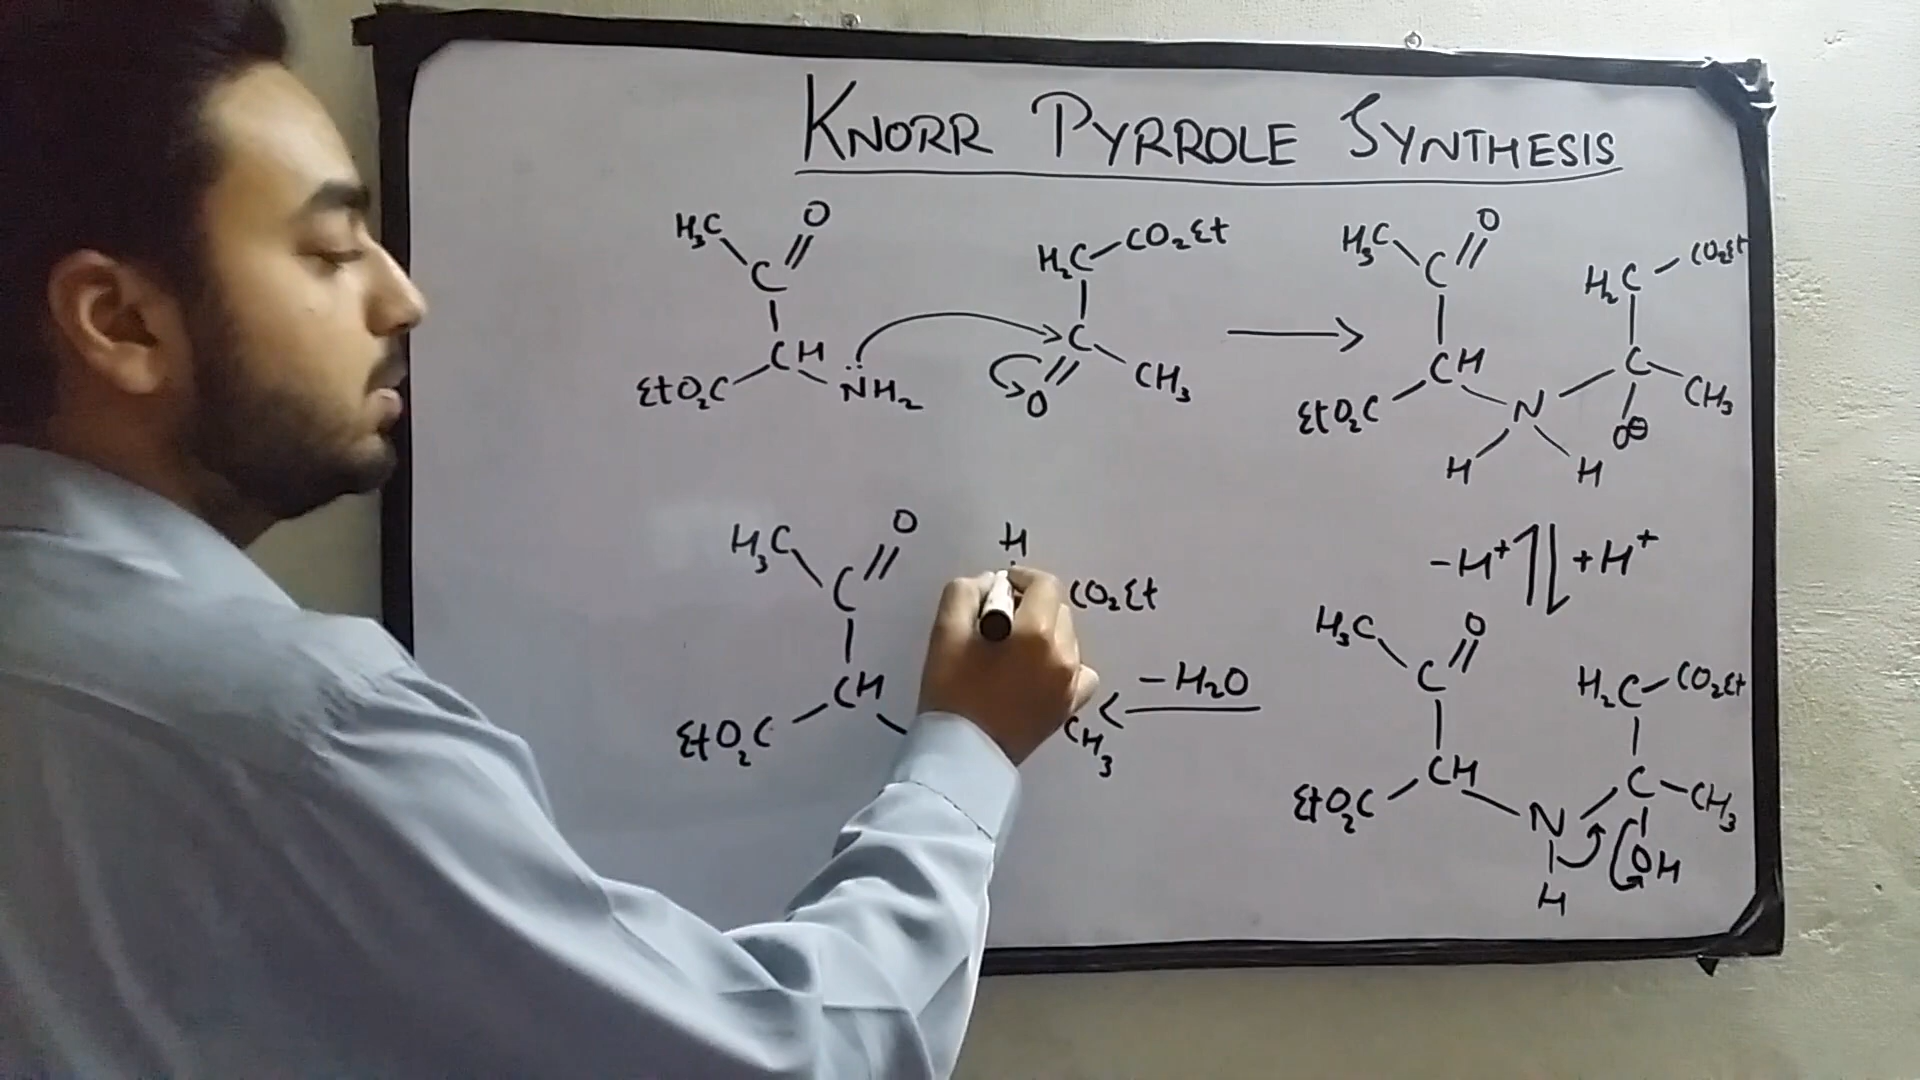 KNORR PYRROLE SYNTHESIS
H₃C O
C
CH
EtO₂C N̈H₂
H₂C CO₂Et
C
CH₃
O
H₃C O
C
CH
EtO₂C N
H H
H₂C CO₂Et
C
CH₃
O⊖
-H⁺ +H⁺
H₃C O
C
CH
EtO₂C N
H
H₂C CO₂Et
C CH₃
OH
-H₂O
H₃C O
C
CH
EtO₂C
H
CO₂Et
CH₃